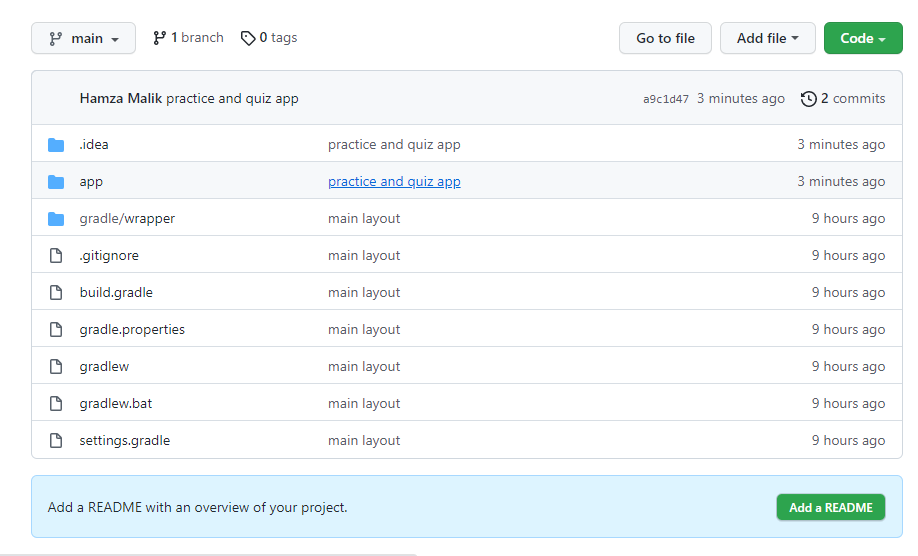 main 1 branch 0 tags Go to file Add file Code
Hamza Malik practice and quiz app a9c1d47 3 minutes ago 2 commits
.idea practice and quiz app 3 minutes ago
app practice and quiz app 3 minutes ago
gradle/wrapper main layout 9 hours ago
.gitignore main layout 9 hours ago
build.gradle main layout 9 hours ago
gradle.properties main layout 9 hours ago
gradlew main layout 9 hours ago
gradlew.bat main layout 9 hours ago
settings.gradle main layout 9 hours ago
Add a README with an overview of your project. Add a README